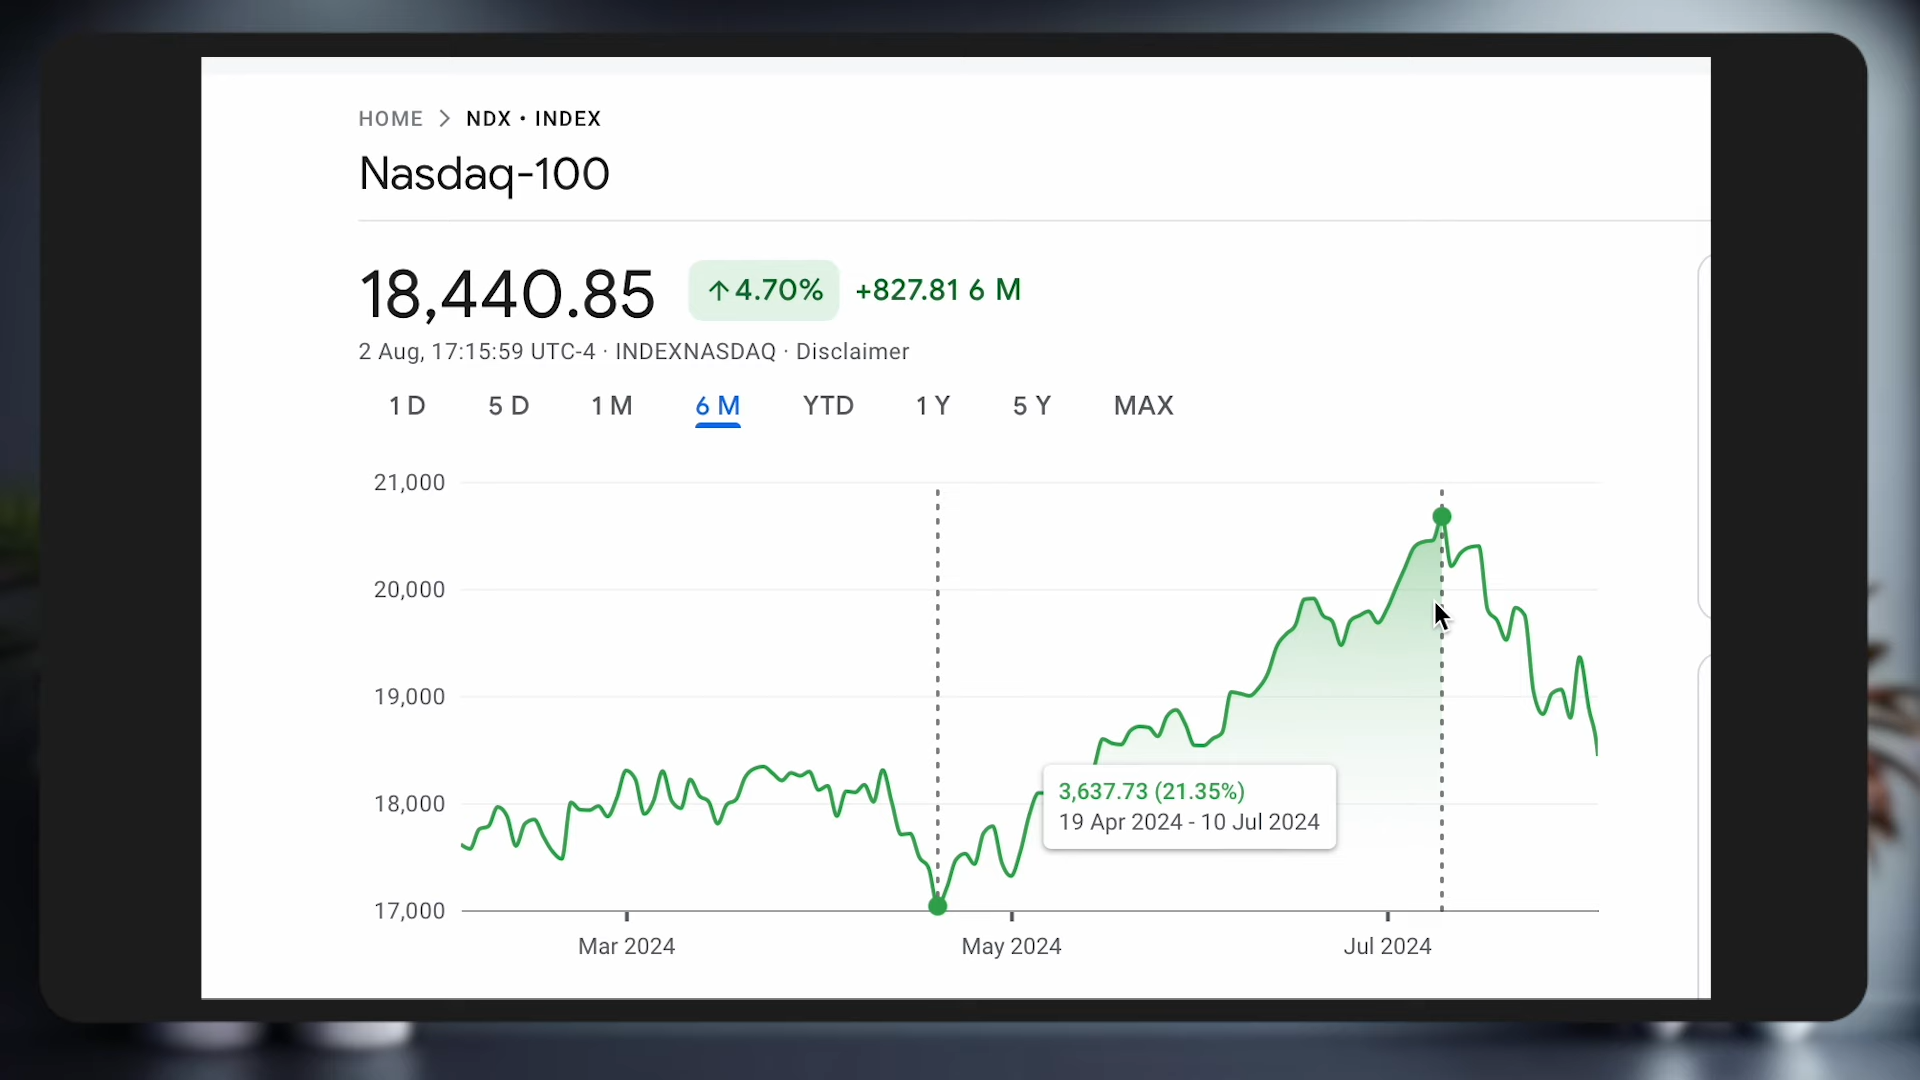 HOME > NDX • INDEX
Nasdaq-100
18,440.85 ↑4.70% +827.81 6 M
2 Aug, 17:15:59 UTC-4 · INDEXNASDAQ · Disclaimer
1 D 5 D 1 M 6 M YTD 1 Y 5 Y MAX
21,000
20,000
19,000
18,000
17,000
3,637.73 (21.35%)
19 Apr 2024 - 10 Jul 2024
Mar 2024 May 2024 Jul 2024